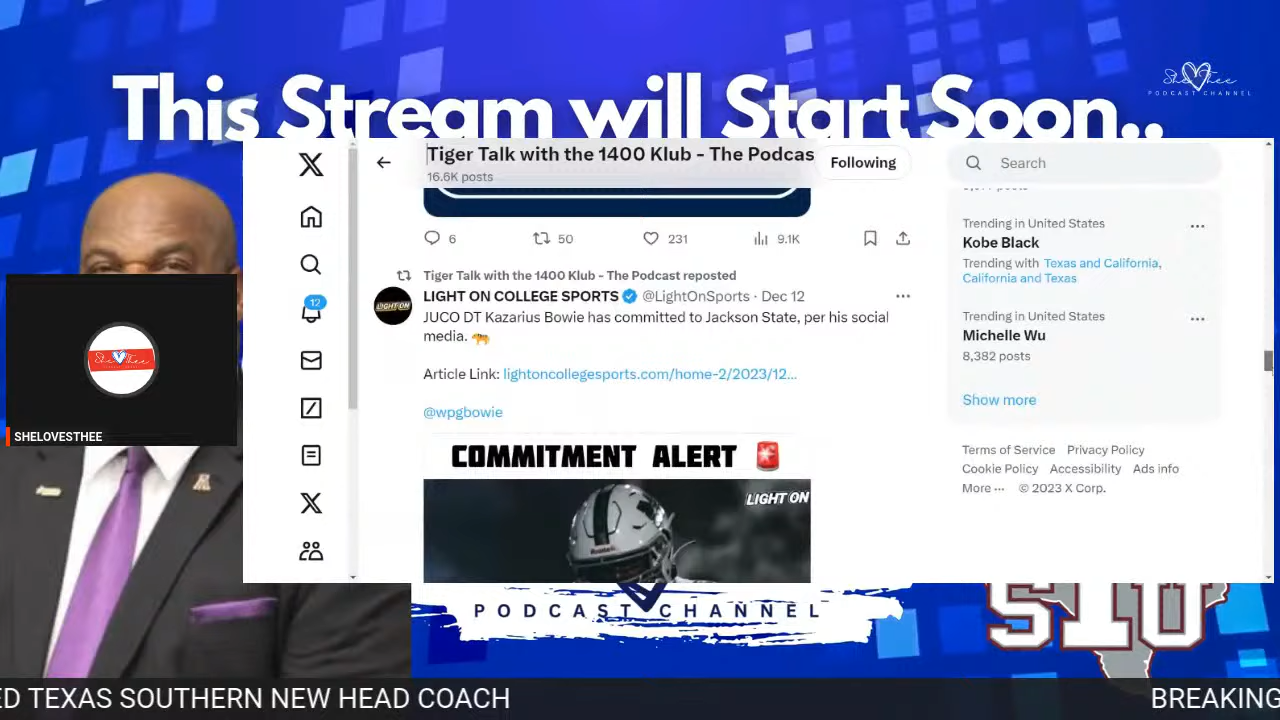 This Stream will Start Soon..
SheLovesThee
PODCAST CHANNEL
Tiger Talk with the 1400 Klub - The Podcas
16.6K posts
Following
Search
6
50
231
9.1K
Tiger Talk with the 1400 Klub - The Podcast reposted
LIGHT ON COLLEGE SPORTS @LightOnSports · Dec 12
JUCO DT Kazarius Bowie has committed to Jackson State, per his social
media. 🐅
Article Link: lightoncollegesports.com/home-2/2023/12...
@wpgbowie
COMMITMENT ALERT 🚨
LIGHT ON
Riddell
12
LIGHT ON
Trending in United States
Kobe Black
Trending with Texas and California,
California and Texas
Trending in United States
Michelle Wu
8,382 posts
Show more
Terms of Service Privacy Policy
Cookie Policy Accessibility Ads info
More ··· © 2023 X Corp.
SHELOVESTHEE
PODCAST CHANNEL
ED TEXAS SOUTHERN NEW HEAD COACH
BREAKING